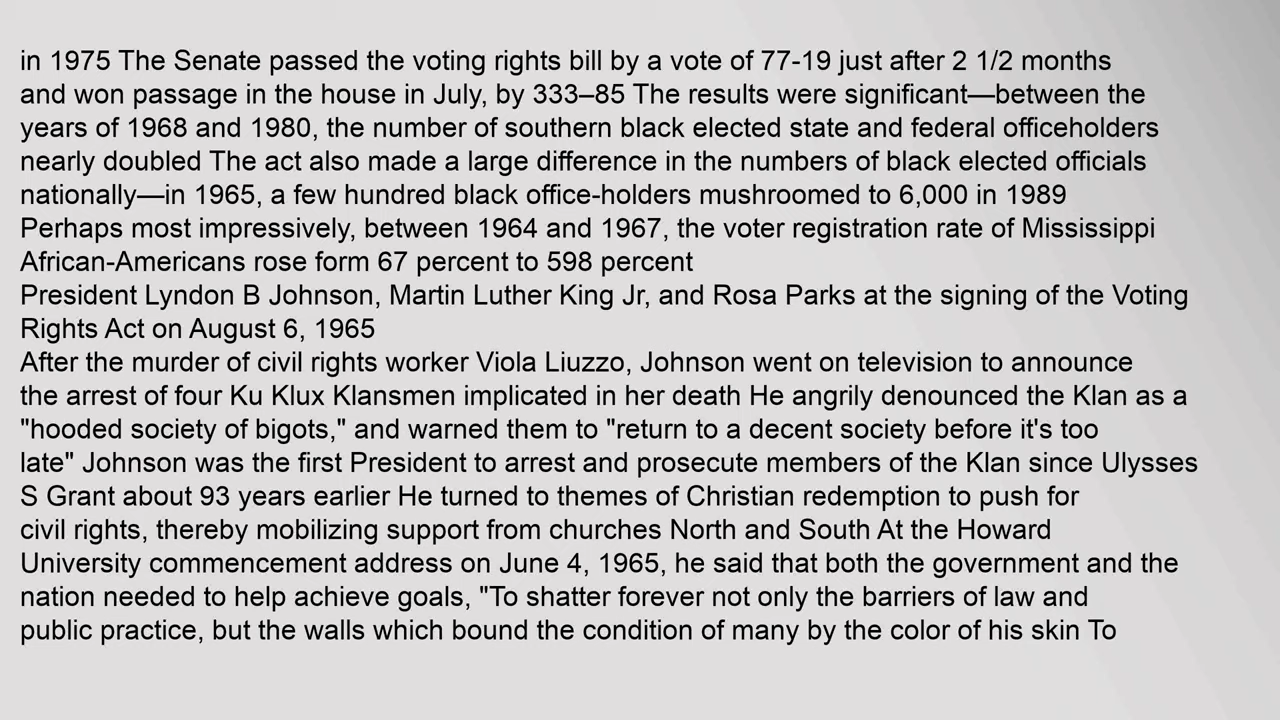 in 1975 The Senate passed the voting rights bill by a vote of 77-19 just after 2 1/2 months
and won passage in the house in July, by 333–85 The results were significant—between the
years of 1968 and 1980, the number of southern black elected state and federal officeholders
nearly doubled The act also made a large difference in the numbers of black elected officials
nationally—in 1965, a few hundred black office-holders mushroomed to 6,000 in 1989
Perhaps most impressively, between 1964 and 1967, the voter registration rate of Mississippi
African-Americans rose form 67 percent to 598 percent
President Lyndon B Johnson, Martin Luther King Jr, and Rosa Parks at the signing of the Voting
Rights Act on August 6, 1965
After the murder of civil rights worker Viola Liuzzo, Johnson went on television to announce
the arrest of four Ku Klux Klansmen implicated in her death He angrily denounced the Klan as a
"hooded society of bigots," and warned them to "return to a decent society before it's too
late" Johnson was the first President to arrest and prosecute members of the Klan since Ulysses
S Grant about 93 years earlier He turned to themes of Christian redemption to push for
civil rights, thereby mobilizing support from churches North and South At the Howard
University commencement address on June 4, 1965, he said that both the government and the
nation needed to help achieve goals, "To shatter forever not only the barriers of law and
public practice, but the walls which bound the condition of many by the color of his skin To